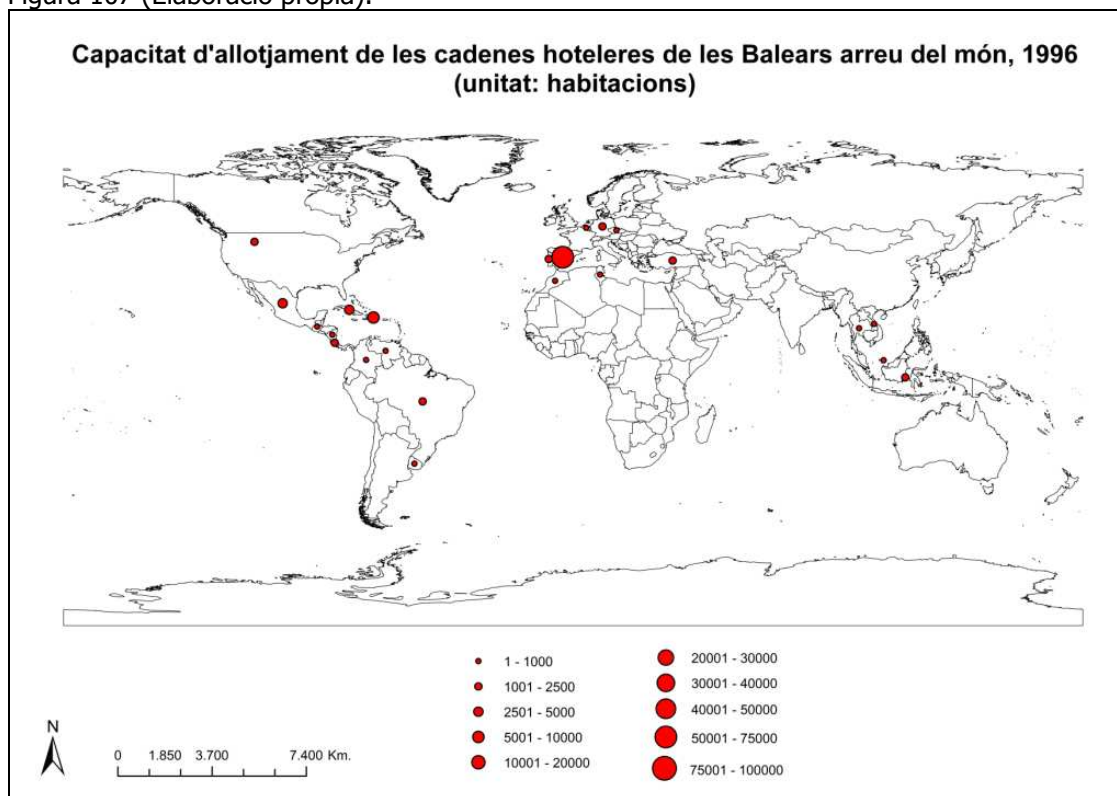 Figura 167 (Elaboració pròpia).
Capacitat d'allotjament de les cadenes hoteleres de les Balears arreu del món, 1996
(unitat: habitacions)
1 - 1000
1001 - 2500
2501 - 5000
5001 - 10000
10001 - 20000
20001 - 30000
30001 - 40000
40001 - 50000
50001 - 75000
75001 - 100000
N
0 1.850 3.700 7.400 Km.